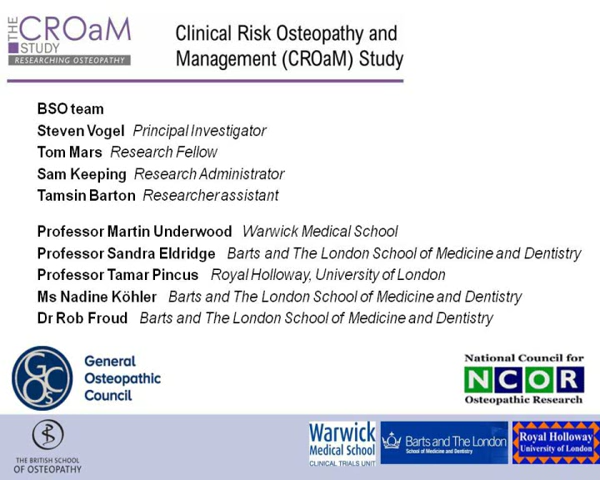 THE CROaM STUDY
RESEARCHING OSTEOPATHY
Clinical Risk Osteopathy and
Management (CROaM) Study
BSO team
Steven Vogel Principal Investigator
Tom Mars Research Fellow
Sam Keeping Research Administrator
Tamsin Barton Researcher assistant
Professor Martin Underwood Warwick Medical School
Professor Sandra Eldridge Barts and The London School of Medicine and Dentistry
Professor Tamar Pincus Royal Holloway, University of London
Ms Nadine Köhler Barts and The London School of Medicine and Dentistry
Dr Rob Froud Barts and The London School of Medicine and Dentistry
GOsC
General
Osteopathic
Council
National Council for
NCOR
Osteopathic Research
THE BRITISH SCHOOL
OF OSTEOPATHY
Warwick
Medical School
CLINICAL TRIALS UNIT
Barts and The London
School of Medicine and Dentistry
Royal Holloway
University of London